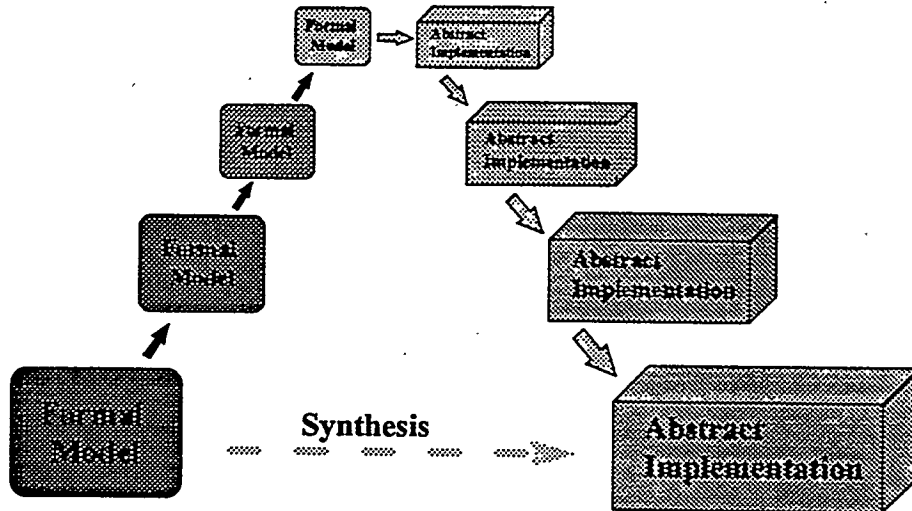 Formal
Model
Abstract
Implementation
Formal
Model
Abstract
Implementation
Formal
Model
Abstract
Implementation
Formal
Model
Synthesis
Abstract
Implementation